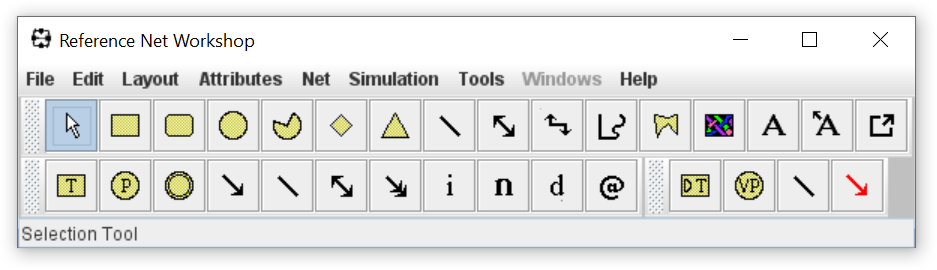 Reference Net Workshop
File Edit Layout Attributes Net Simulation Tools Windows Help
A A
T P i n d @ DT VP
Selection Tool